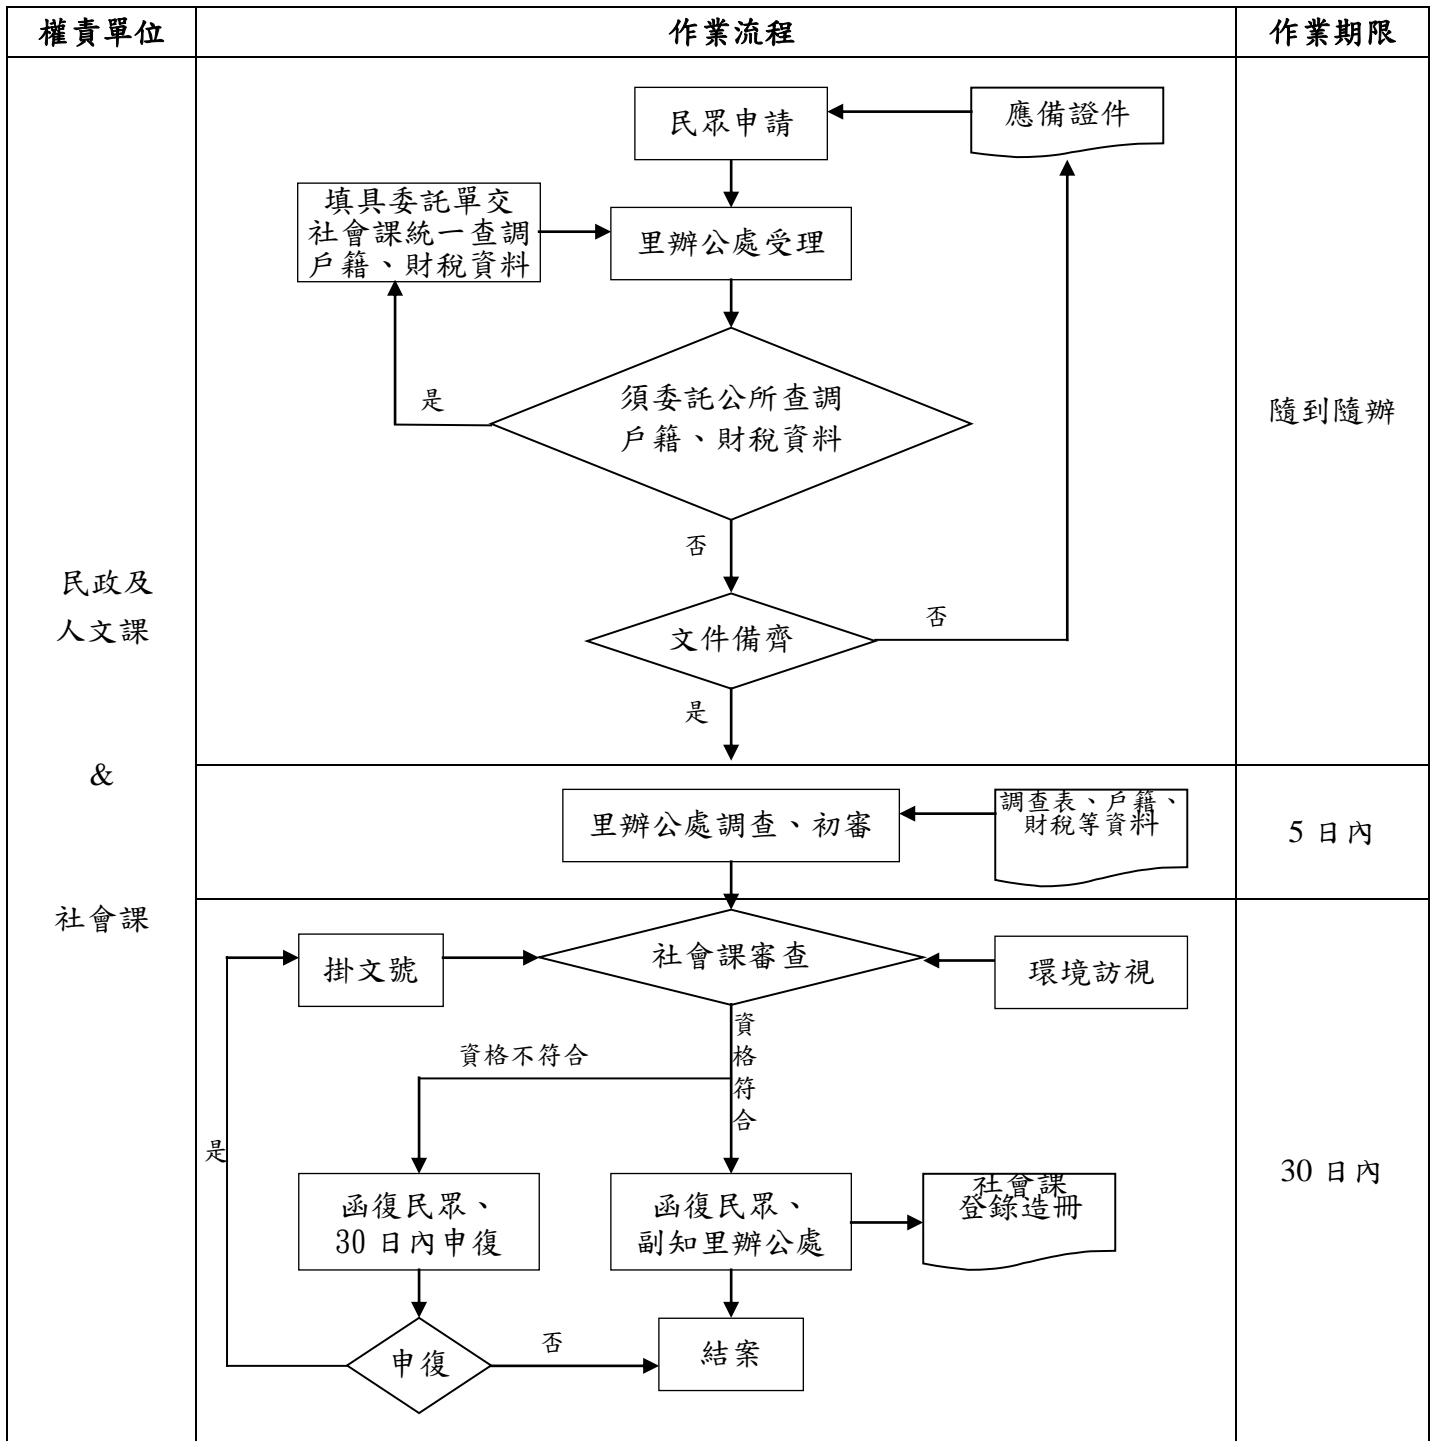 權責單位
作業流程
作業期限
民眾申請
應備證件
填具委託單交
社會課統一查調
戶籍、財稅資料
里辦公處受理
是
須委託公所查調
戶籍、財稅資料
隨到隨辦
否
民政及
人文課
文件備齊
否
是
&
里辦公處調查、初審
調查表、戶籍、
財稅等資料
5 日內
社會課
掛文號
社會課審查
環境訪視
資格不符合
資
格
符
合
是
30 日內
函復民眾、
30 日內申復
函復民眾、
副知里辦公處
社會課
登錄造冊
申復
否
結案